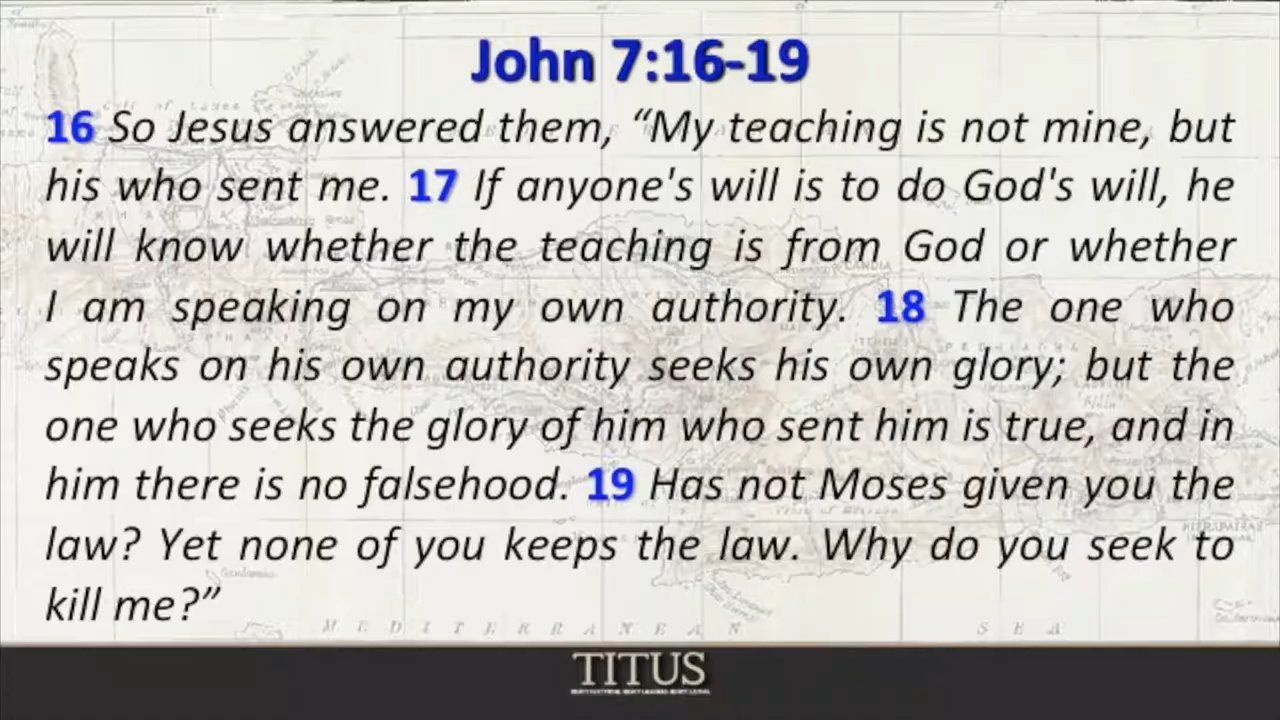 John 7:16-19
16 So Jesus answered them, “My teaching is not mine, but
his who sent me. 17 If anyone's will is to do God's will, he
will know whether the teaching is from God or whether
I am speaking on my own authority. 18 The one who
speaks on his own authority seeks his own glory; but the
one who seeks the glory of him who sent him is true, and in
him there is no falsehood. 19 Has not Moses given you the
law? Yet none of you keeps the law. Why do you seek to
kill me?”
MEDITERRANEAN SEA
TITUS